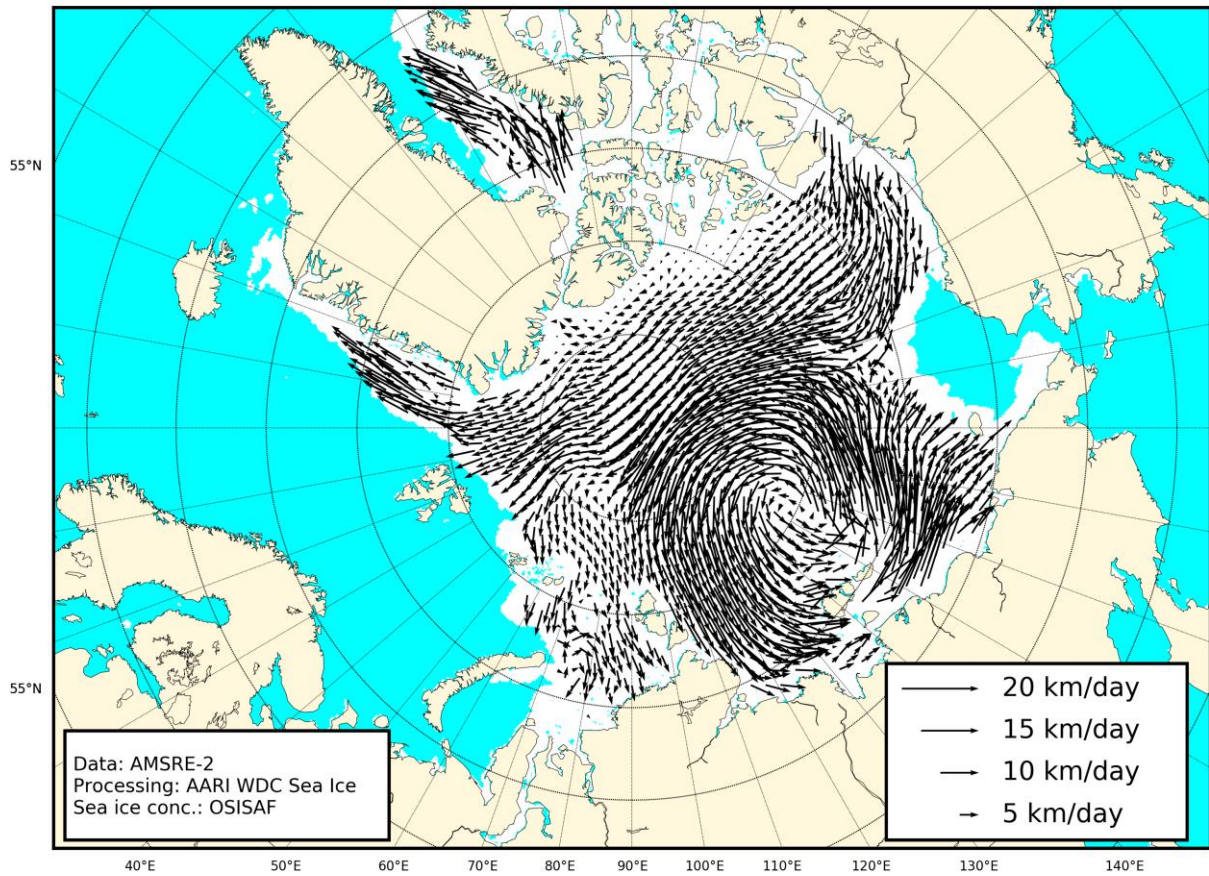 55°N
55°N
Data: AMSRE-2
Processing: AARI WDC Sea Ice
Sea ice conc.: OSISAF
20 km/day
15 km/day
10 km/day
5 km/day
40°E 50°E 60°E 70°E 80°E 90°E 100°E 110°E 120°E 130°E 140°E